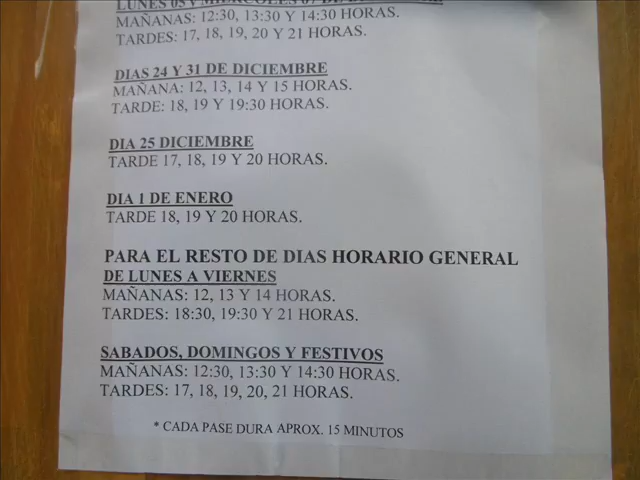 LUNES 05 Y MIERCOLES 07 DE
MAÑANAS: 12:30, 13:30 Y 14:30 HORAS.
TARDES: 17, 18, 19, 20 Y 21 HORAS.
DIAS 24 Y 31 DE DICIEMBRE
MAÑANA: 12, 13, 14 Y 15 HORAS.
TARDE: 18, 19 Y 19:30 HORAS.
DIA 25 DICIEMBRE
TARDE 17, 18, 19 Y 20 HORAS.
DIA 1 DE ENERO
TARDE 18, 19 Y 20 HORAS.
PARA EL RESTO DE DIAS HORARIO GENERAL
DE LUNES A VIERNES
MAÑANAS: 12, 13 Y 14 HORAS.
TARDES: 18:30, 19:30 Y 21 HORAS.
SABADOS, DOMINGOS Y FESTIVOS
MAÑANAS: 12:30, 13:30 Y 14:30 HORAS.
TARDES: 17, 18, 19, 20, 21 HORAS.
* CADA PASE DURA APROX. 15 MINUTOS